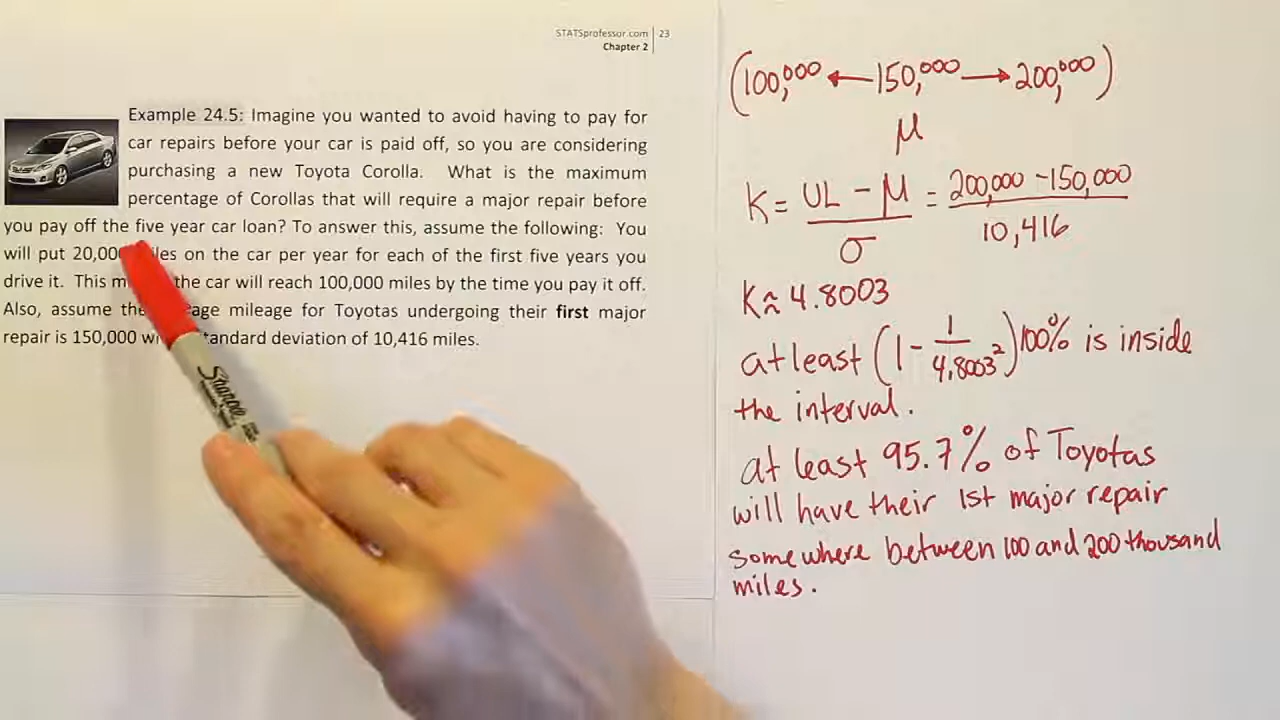 STATSprofessor.com | 23
Chapter 2
Example 24.5: Imagine you wanted to avoid having to pay for
car repairs before your car is paid off, so you are considering
purchasing a new Toyota Corolla. What is the maximum
percentage of Corollas that will require a major repair before
you pay off the five year car loan? To answer this, assume the following: You
will put 20,00 les on the car per year for each of the first five years you
drive it. This m the car will reach 100,000 miles by the time you pay it off.
Also, assume the age mileage for Toyotas undergoing their first major
repair is 150,000 wi tandard deviation of 10,416 miles.
Sharpie
(100,000 ← 150,000 → 200,000)
μ
K = UL - μ / σ = 200,000 - 150,000 / 10,416
K ≈ 4.8003
at least (1 - 1/4.8003²)100% is inside
the interval.
at least 95.7% of Toyotas
will have their 1st major repair
somewhere between 100 and 200 thousand
miles.